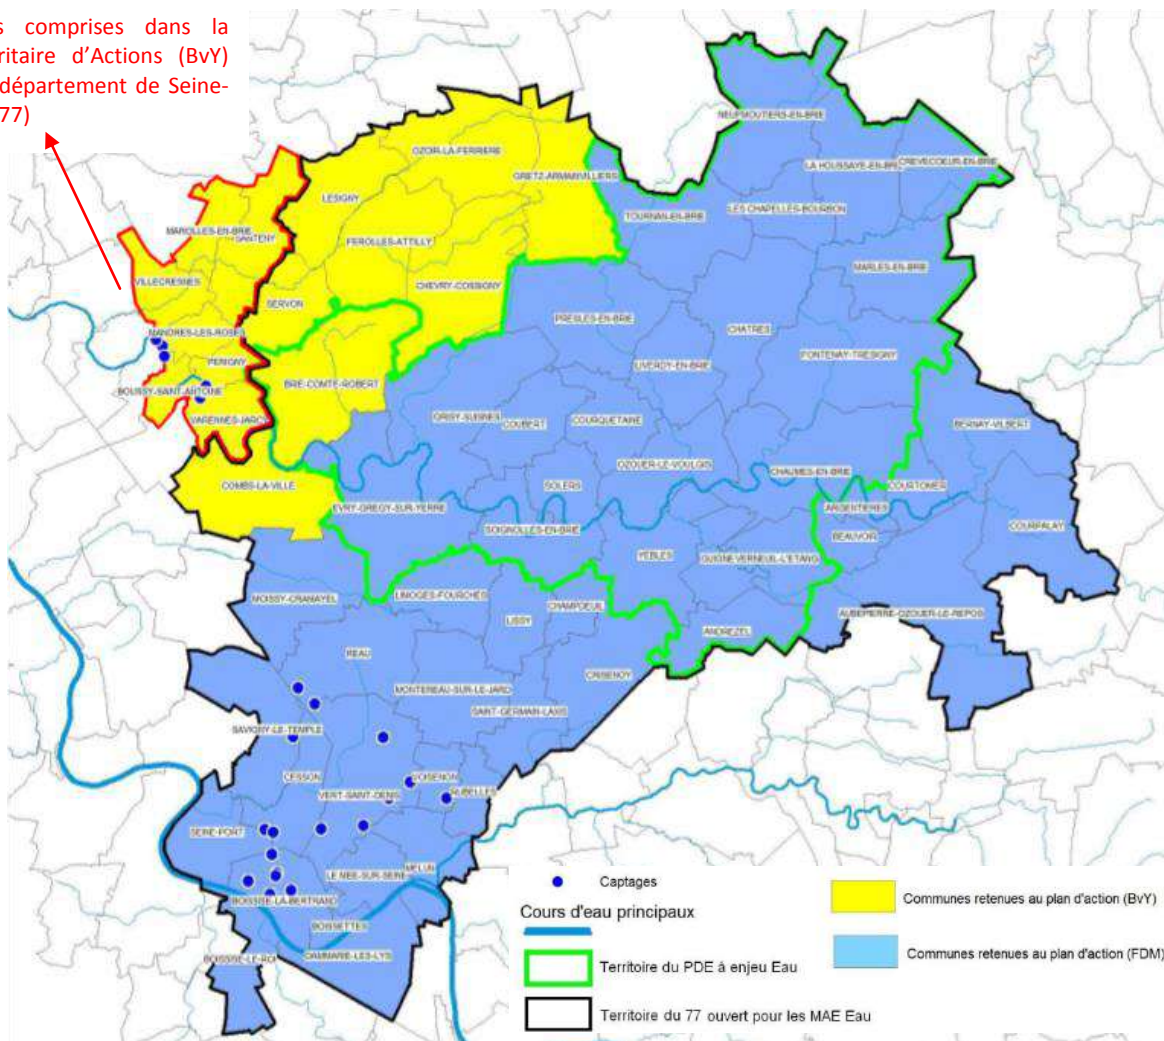 s comprises dans la
ritaire d'Actions (BvY)
département de Seine-
77)
NEUFMOUTIERS-EN-BRIE
OZOIR-LA-FERRIERE
LA HOUSSAYE-EN-BRIE
CREVECOEUR-EN-BRIE
GRETZ-ARMAINVILLIERS
LESIGNY
TOURNAN-EN-BRIE
LES CHAPELLES-BOURBON
MAROLLES-EN-BRIE
SANTENY
FEROLLES-ATTILLY
MARLES-EN-BRIE
VILLECRESNES
CHEVRY-COSSIGNY
SERVON
PRESLES-EN-BRIE
CHATRES
MANDRES-LES-ROSES
FONTENAY-TRESIGNY
PERIGNY
LIVERDY-EN-BRIE
BRIE-COMTE-ROBERT
BOUSSY-SAINT-ANTOINE
GRISY-SUISNES
COURQUETAINE
COUBERT
VARENNES-JARCY
BERNAY-VILBERT
OZOUER-LE-VOULGIS
CHAUMES-EN-BRIE
COMBS-LA-VILLE
SOLERS
COURTOMER
EVRY-GREGY-SUR-YERRE
ARGENTIERES
COURPALAY
SOIGNOLLES-EN-BRIE
BEAUVOIR
YEBLES
GUIGNES
VERNEUIL-L'ETANG
MOISSY-CRAMAYEL
LIMOGES-FOURCHES
CHAMPDEUIL
AUBEPIERRE-OZOUER-LE-REPOS
LISSY
ANDREZEL
REAU
CRISENOY
MONTEREAU-SUR-LE-JARD
SAINT-GERMAIN-LAXIS
SAVIGNY-LE-TEMPLE
CESSON
VOISENON
VERT-SAINT-DENIS
RUBELLES
SEINE-PORT
MELUN
LE MEE-SUR-SEINE
BOISSISE-LA-BERTRAND
BOISSETTES
DAMMARIE-LES-LYS
BOISSISE-LE-ROI
Captages
Cours d'eau principaux
Territoire du PDE à enjeu Eau
Territoire du 77 ouvert pour les MAE Eau
Communes retenues au plan d'action (BvY)
Communes retenues au plan d'action (FDM)